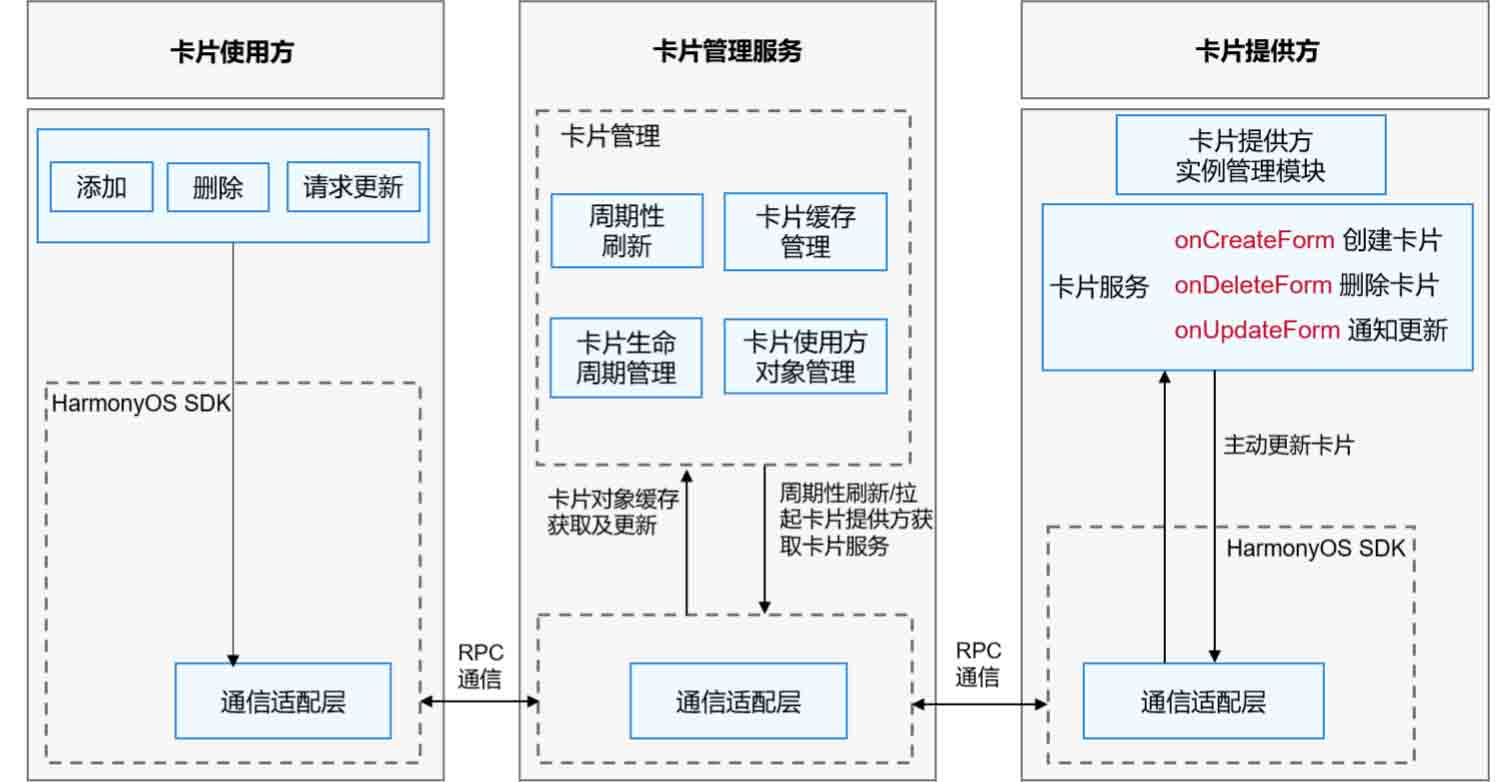 卡片使用方
添加
删除
请求更新
HarmonyOS SDK
通信适配层
RPC
通信
卡片管理服务
卡片管理
周期性
刷新
卡片缓存
管理
卡片生命
周期管理
卡片使用方
对象管理
卡片对象缓存
获取及更新
周期性刷新/拉
起卡片提供方获
取卡片服务
通信适配层
RPC
通信
卡片提供方
卡片提供方
实例管理模块
卡片服务
onCreateForm 创建卡片
onDeleteForm 删除卡片
onUpdateForm 通知更新
主动更新卡片
HarmonyOS SDK
通信适配层